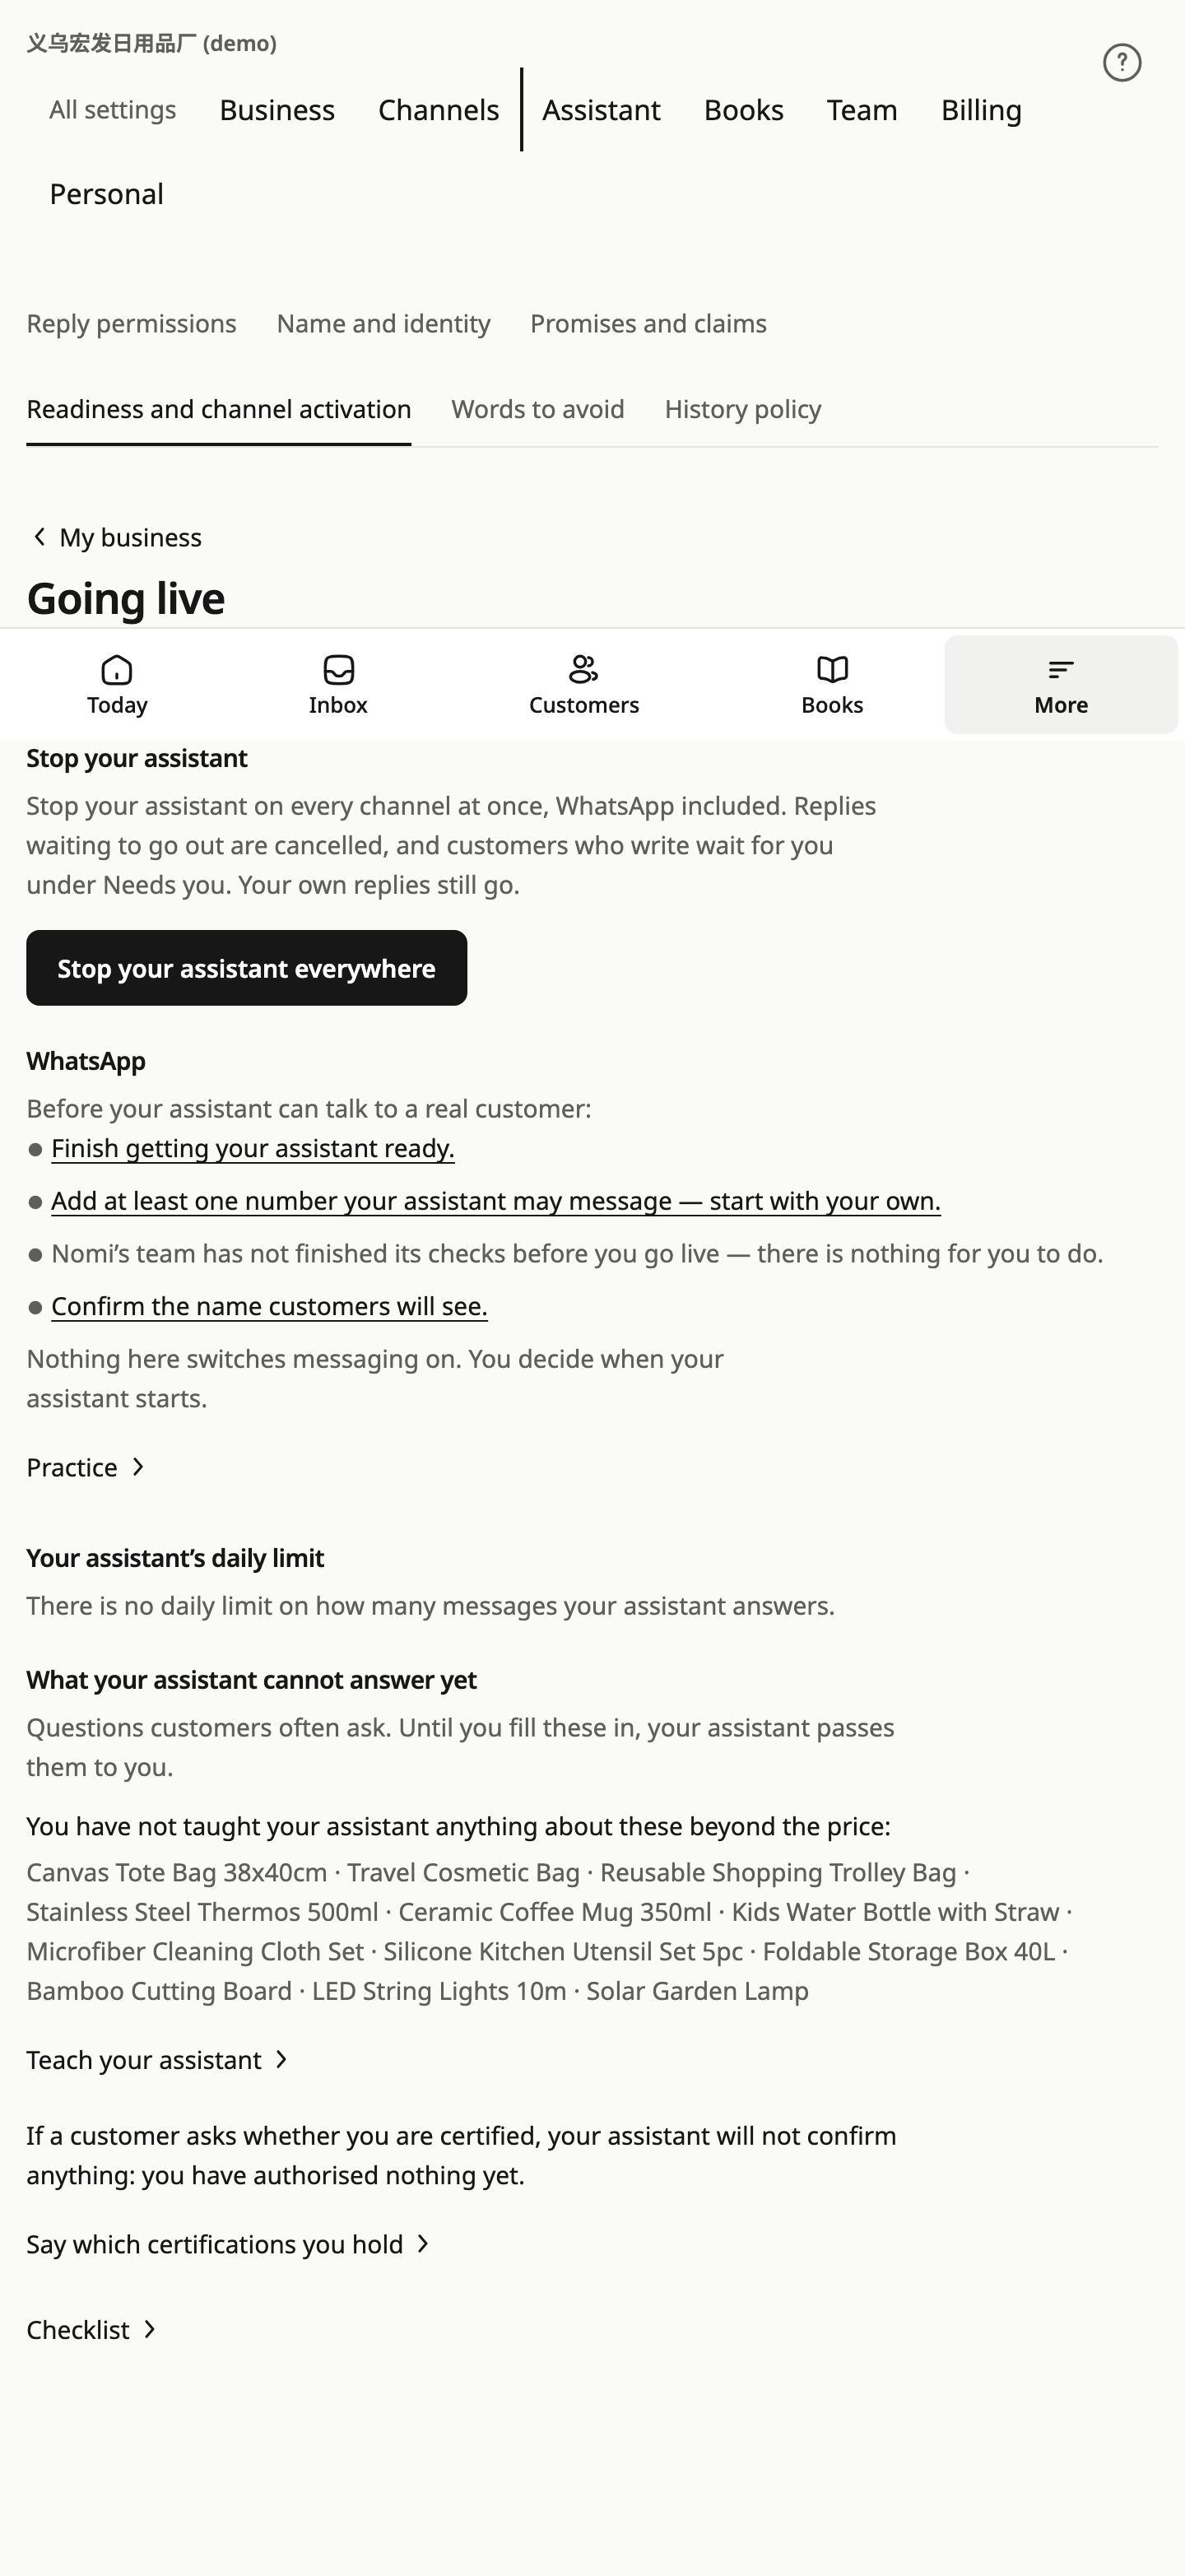 义乌宏发日用品厂 (demo)
All settings Business Channels Assistant Books Team Billing
Personal
Reply permissions Name and identity Promises and claims
Readiness and channel activation Words to avoid History policy
My business
Going live
Today Inbox Customers Books More
Stop your assistant
Stop your assistant on every channel at once, WhatsApp included. Replies
waiting to go out are cancelled, and customers who write wait for you
under Needs you. Your own replies still go.
Stop your assistant everywhere
WhatsApp
Before your assistant can talk to a real customer:
● Finish getting your assistant ready.
● Add at least one number your assistant may message — start with your own.
● Nomi’s team has not finished its checks before you go live — there is nothing for you to do.
● Confirm the name customers will see.
Nothing here switches messaging on. You decide when your
assistant starts.
Practice
Your assistant’s daily limit
There is no daily limit on how many messages your assistant answers.
What your assistant cannot answer yet
Questions customers often ask. Until you fill these in, your assistant passes
them to you.
You have not taught your assistant anything about these beyond the price:
Canvas Tote Bag 38x40cm · Travel Cosmetic Bag · Reusable Shopping Trolley Bag ·
Stainless Steel Thermos 500ml · Ceramic Coffee Mug 350ml · Kids Water Bottle with Straw ·
Microfiber Cleaning Cloth Set · Silicone Kitchen Utensil Set 5pc · Foldable Storage Box 40L ·
Bamboo Cutting Board · LED String Lights 10m · Solar Garden Lamp
Teach your assistant
If a customer asks whether you are certified, your assistant will not confirm
anything: you have authorised nothing yet.
Say which certifications you hold
Checklist